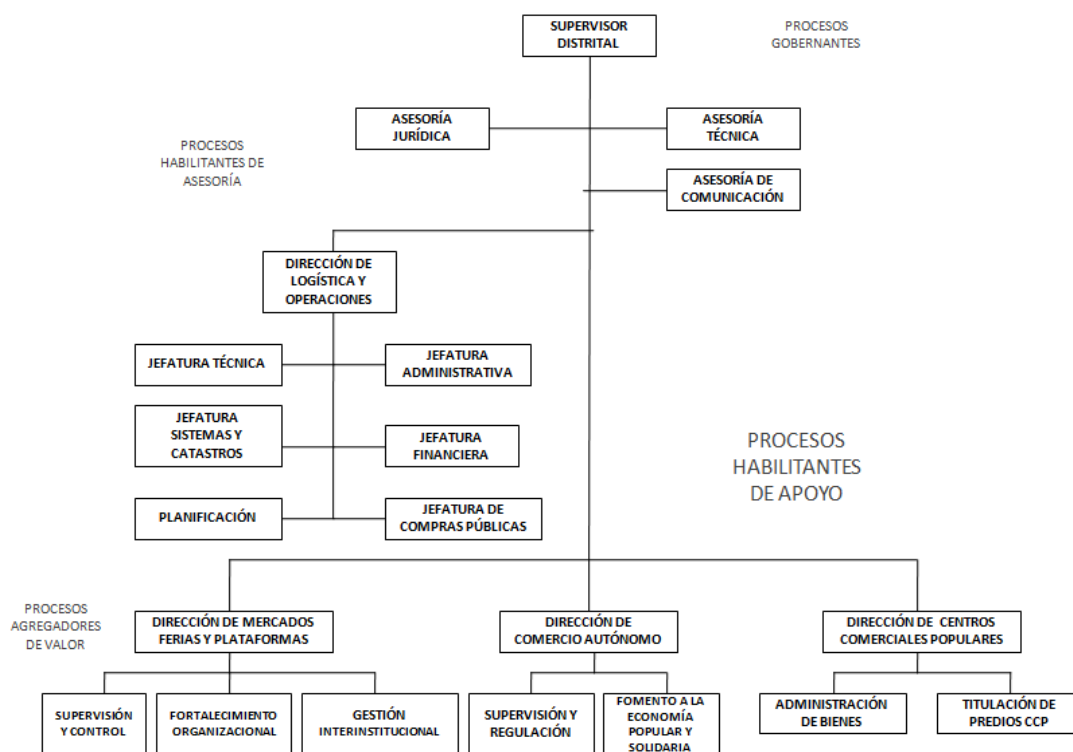 SUPERVISOR
DISTRITAL
PROCESOS
GOBERNANTES
ASESORÍA
JURÍDICA
ASESORÍA
TÉCNICA
PROCESOS
HABILITANTES DE
ASESORÍA
ASESORÍA DE
COMUNICACIÓN
DIRECCIÓN DE
LOGÍSTICA Y
OPERACIONES
JEFATURA TÉCNICA
JEFATURA
ADMINISTRATIVA
JEFATURA
SISTEMAS Y
CATASTROS
JEFATURA
FINANCIERA
PROCESOS
HABILITANTES
DE APOYO
PLANIFICACIÓN
JEFATURA DE
COMPRAS PÚBLICAS
PROCESOS
AGREGADORES
DE VALOR
DIRECCIÓN DE MERCADOS
FERIAS Y PLATAFORMAS
DIRECCIÓN DE
COMERCIO AUTÓNOMO
DIRECCIÓN DE CENTROS
COMERCIALES POPULARES
SUPERVISIÓN
Y CONTROL
FORTALECIMIENTO
ORGANIZACIONAL
GESTIÓN
INTERINSTITUCIONAL
SUPERVISIÓN Y
REGULACIÓN
FOMENTO A LA
ECONOMÍA
POPULAR Y
SOLIDARIA
ADMINISTRACIÓN
DE BIENES
TITULACIÓN DE
PREDIOS CCP